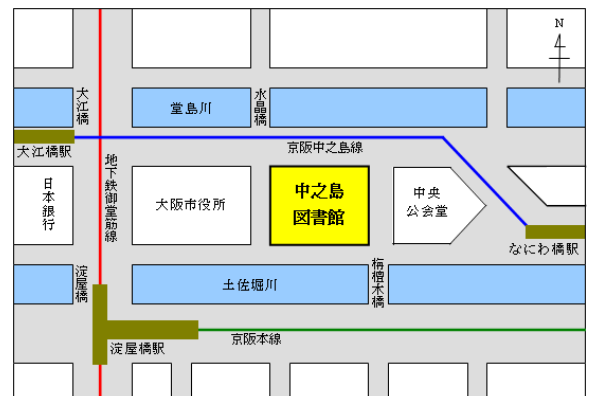 N
大江橋
堂島川
水晶橋
大江橋駅
京阪中之島線
地下鉄御堂筋線
日本銀行
大阪市役所
中之島
図書館
中央
公会堂
なにわ橋駅
淀屋橋
土佐堀川
栴檀木橋
京阪本線
淀屋橋駅